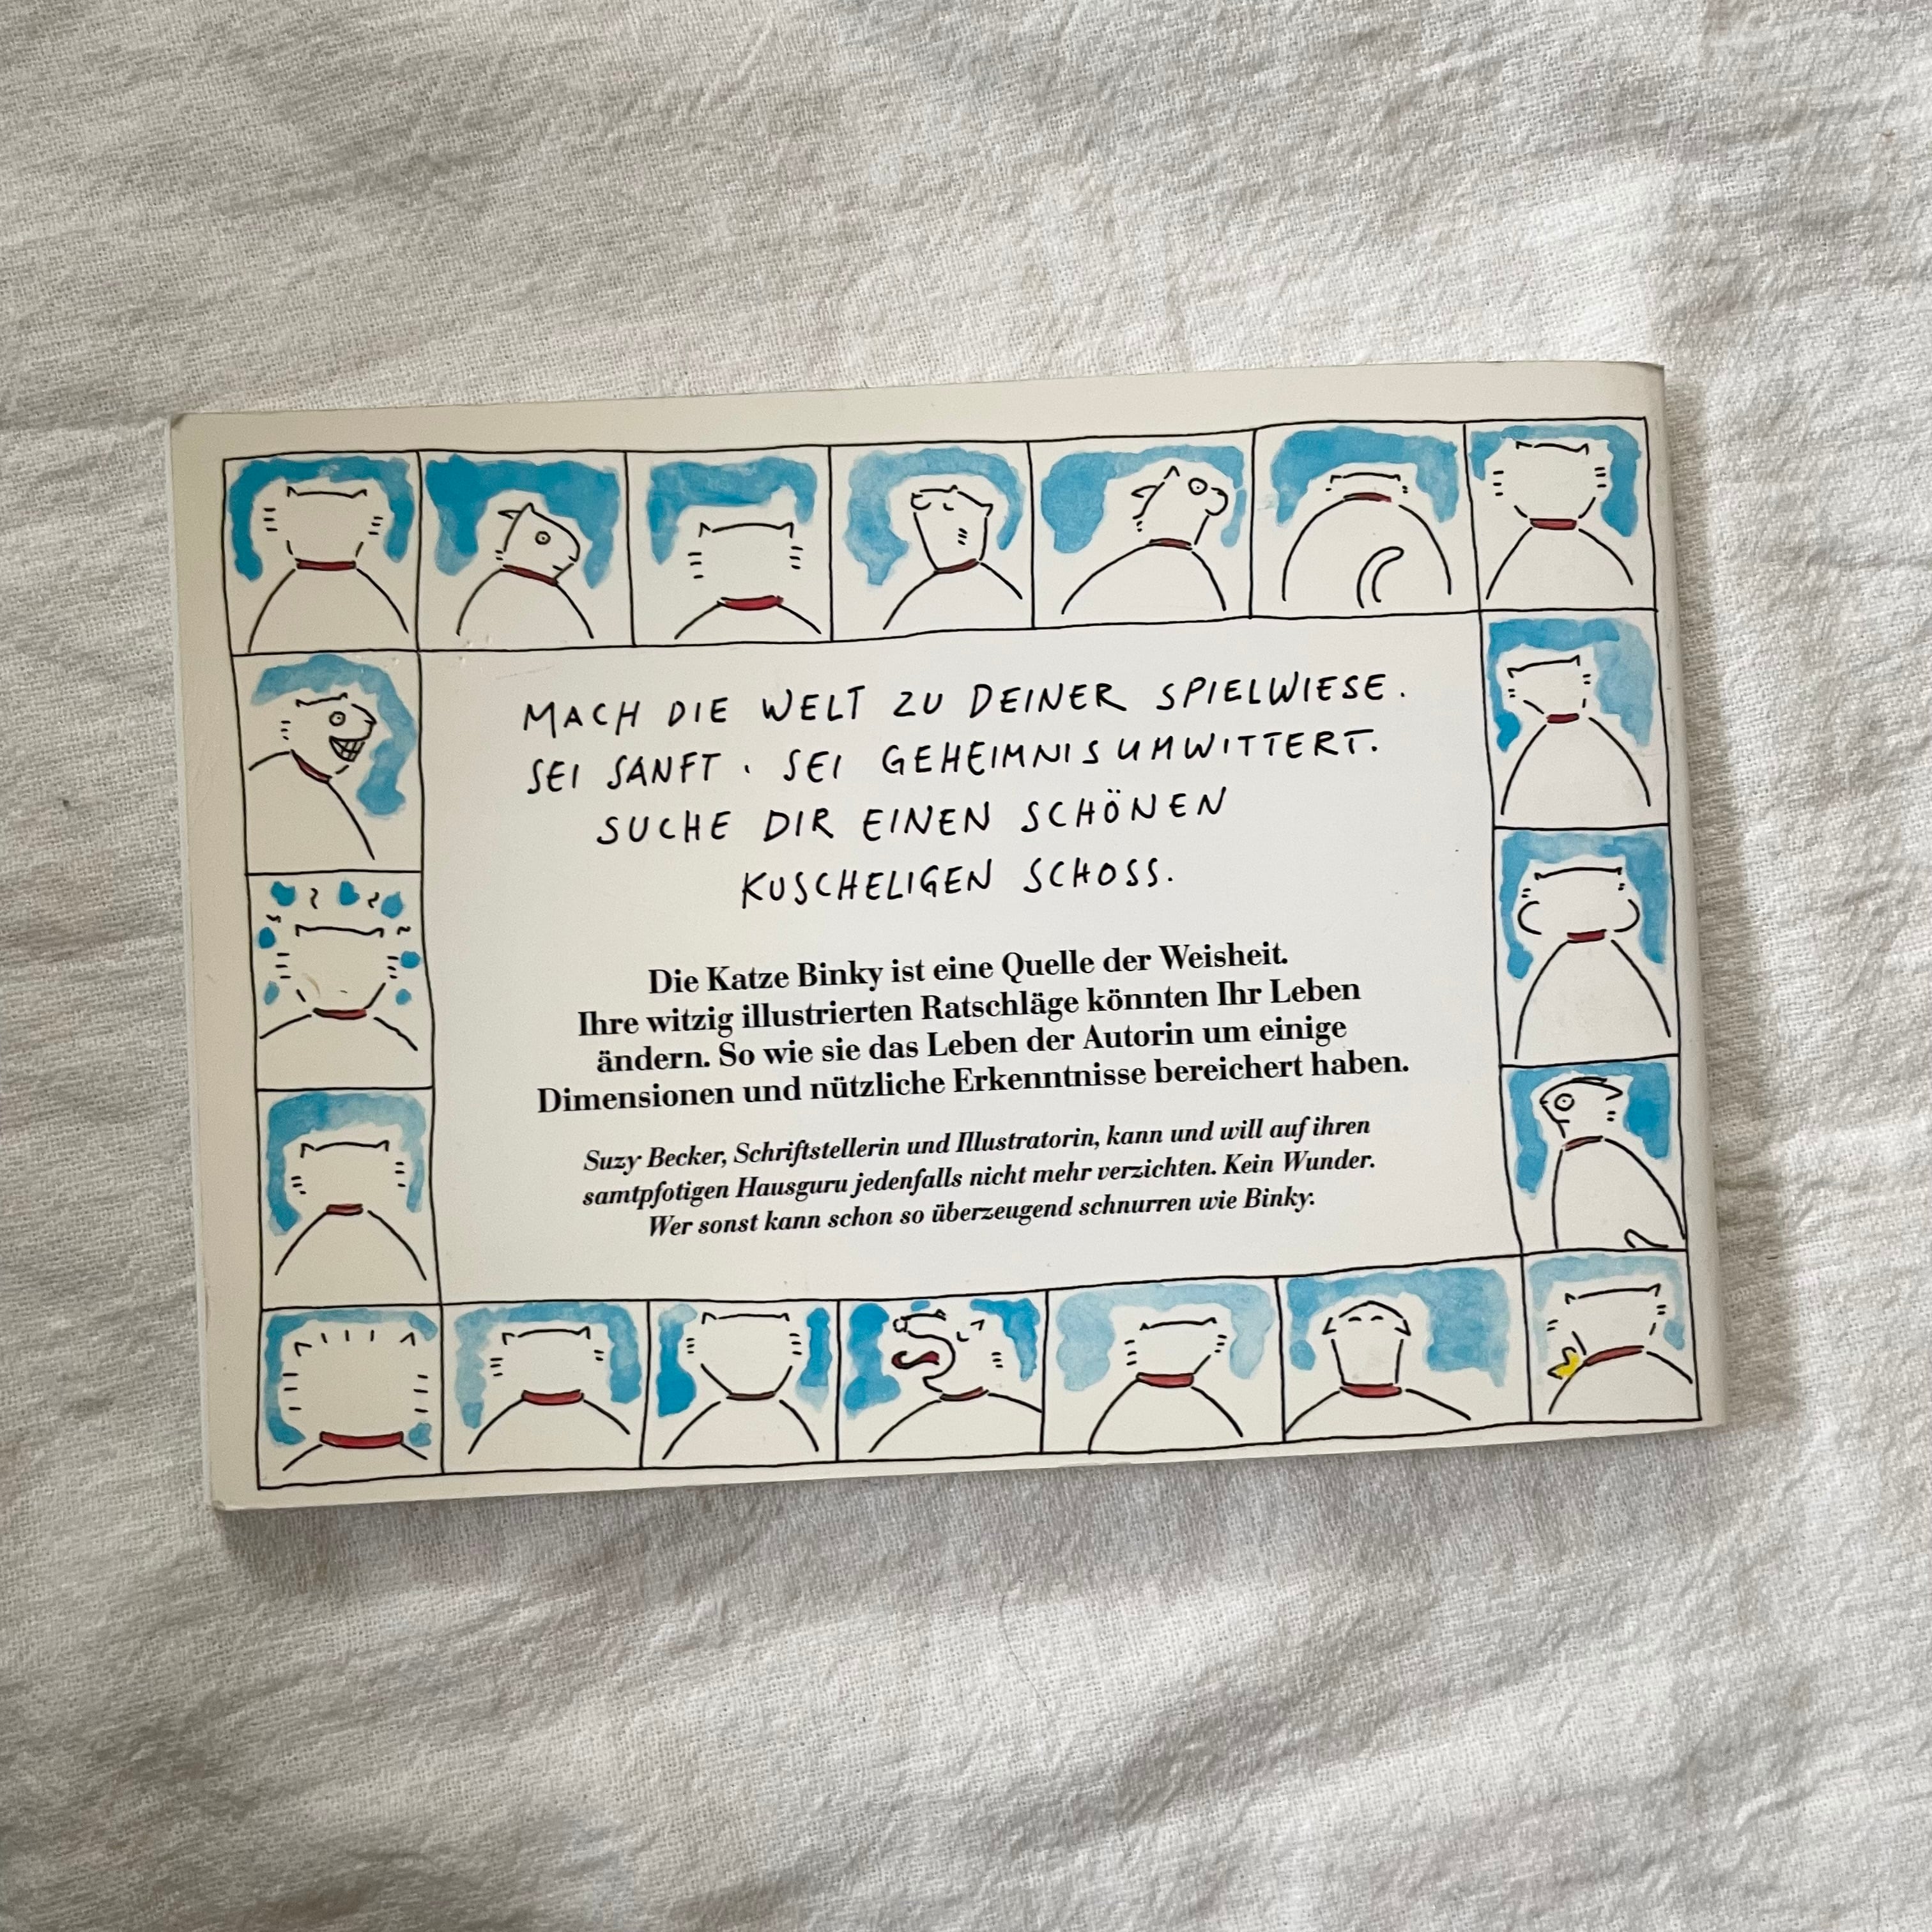 MACH DIE WELT ZU DEINER SPIELWIESE.
SEI SANFT. SEI GEHEIMNISUMWITTERT.
SUCHE DIR EINEN SCHÖNEN
KUSCHELIGEN SCHOSS.
Die Katze Binky ist eine Quelle der Weisheit.
Ihre witzig illustrierten Ratschläge könnten Ihr Leben
ändern. So wie sie das Leben der Autorin um einige
Dimensionen und nützliche Erkenntnisse bereichert haben.
Suzy Becker, Schriftstellerin und Illustratorin, kann und will auf ihren
samtpfotigen Hausguru jedenfalls nicht mehr verzichten. Kein Wunder.
Wer sonst kann schon so überzeugend schnurren wie Binky.